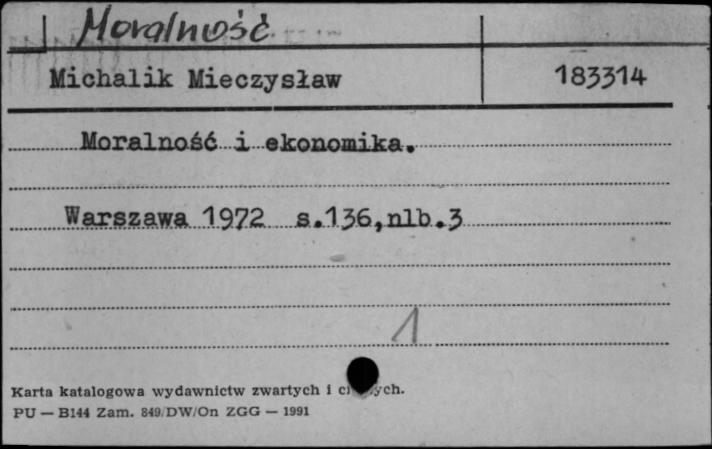 Moralność
Michalik Mieczysław 183314
Moralność i ekonomika.
Warszawa 1972 s.136,nlb.3
1
Karta katalogowa wydawnictw zwartych i
PU — B144 Zam. 849/DW/On ZGG — 1991